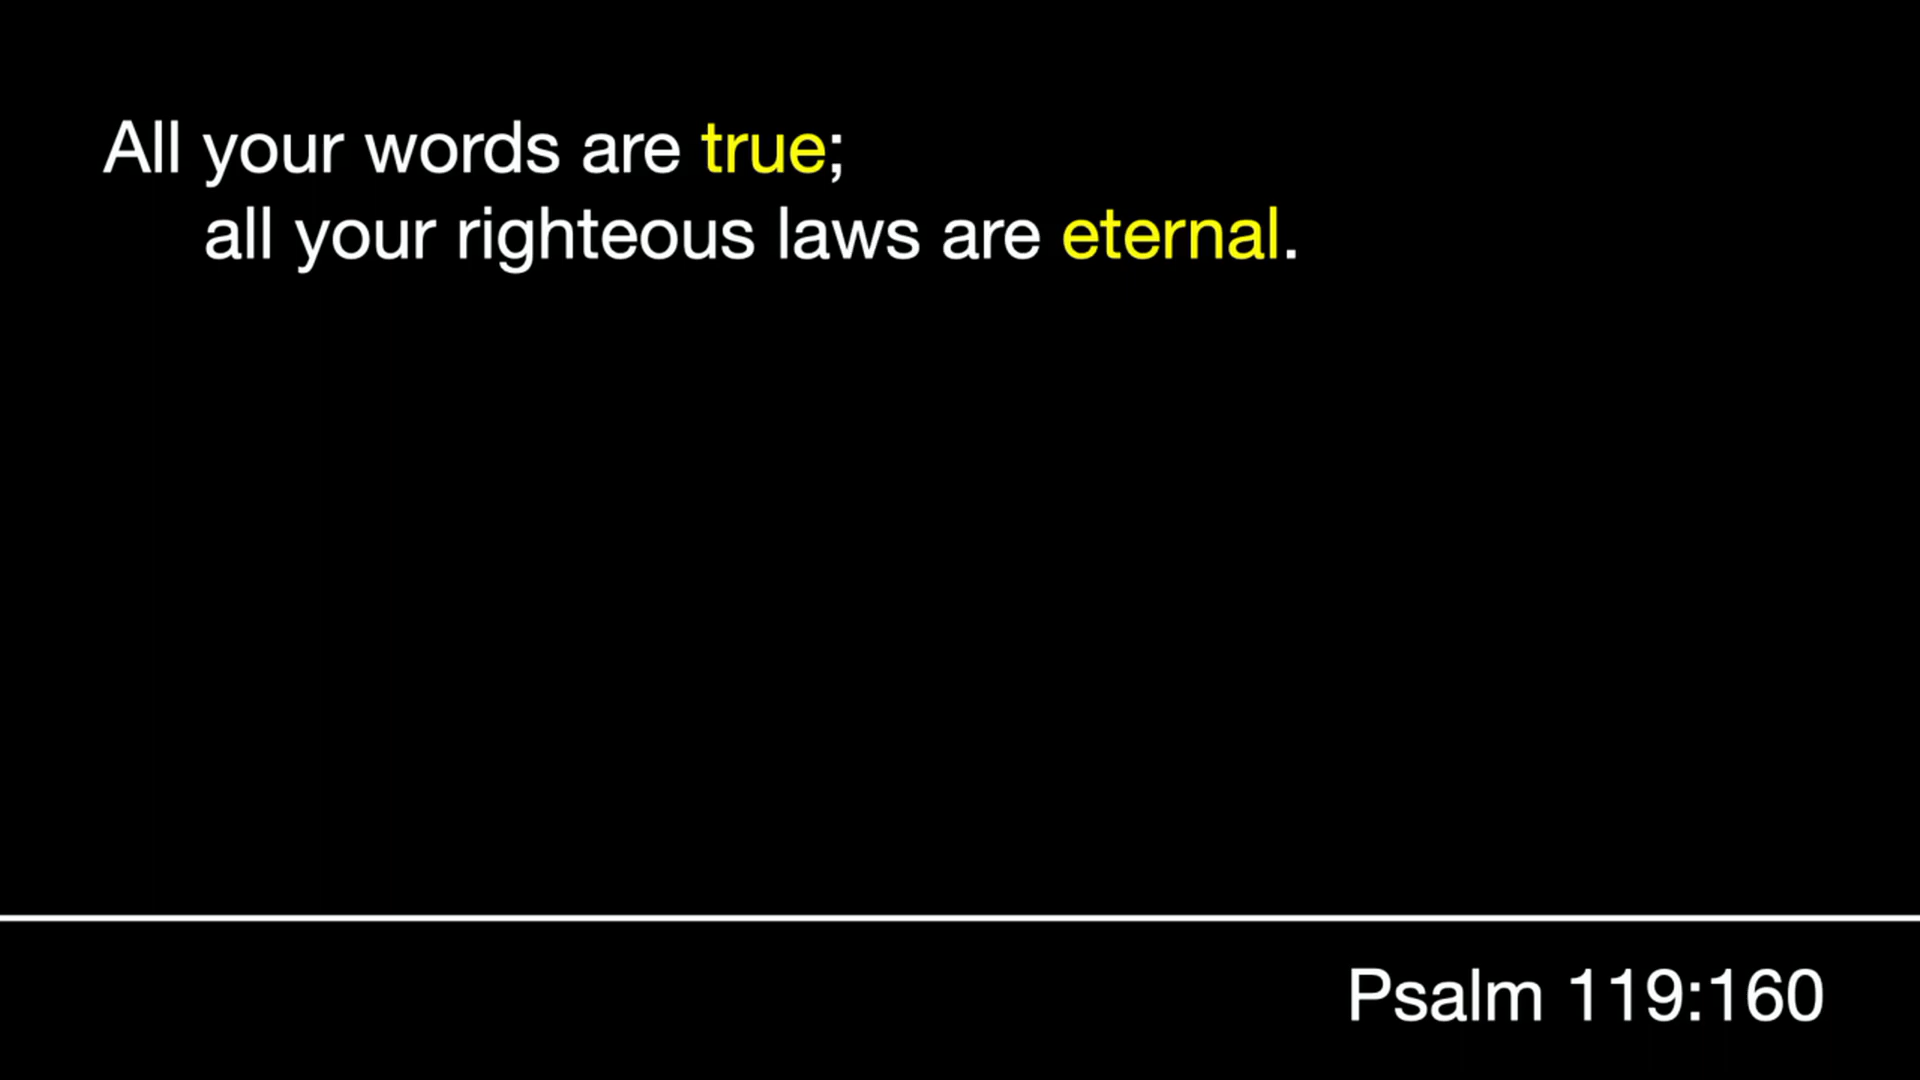 All your words are true;
all your righteous laws are eternal.
Psalm 119:160